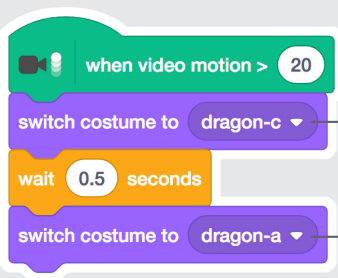 when video motion > 20
switch costume to dragon-c
wait 0.5 seconds
switch costume to dragon-a